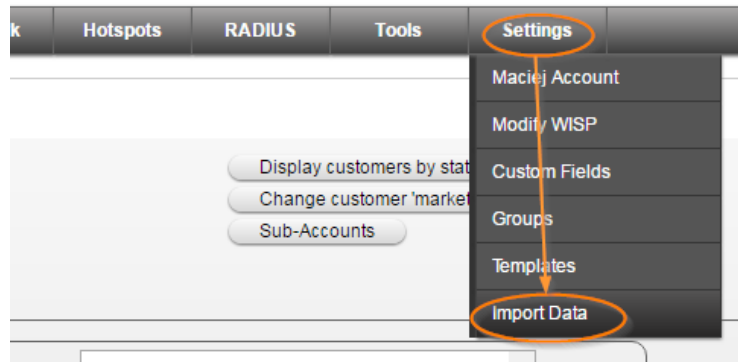 k Hotspots RADIUS Tools Settings
Maciej Account
Modify WISP
Display customers by stat
Custom Fields
Change customer 'market
Groups
Sub-Accounts
Templates
Import Data